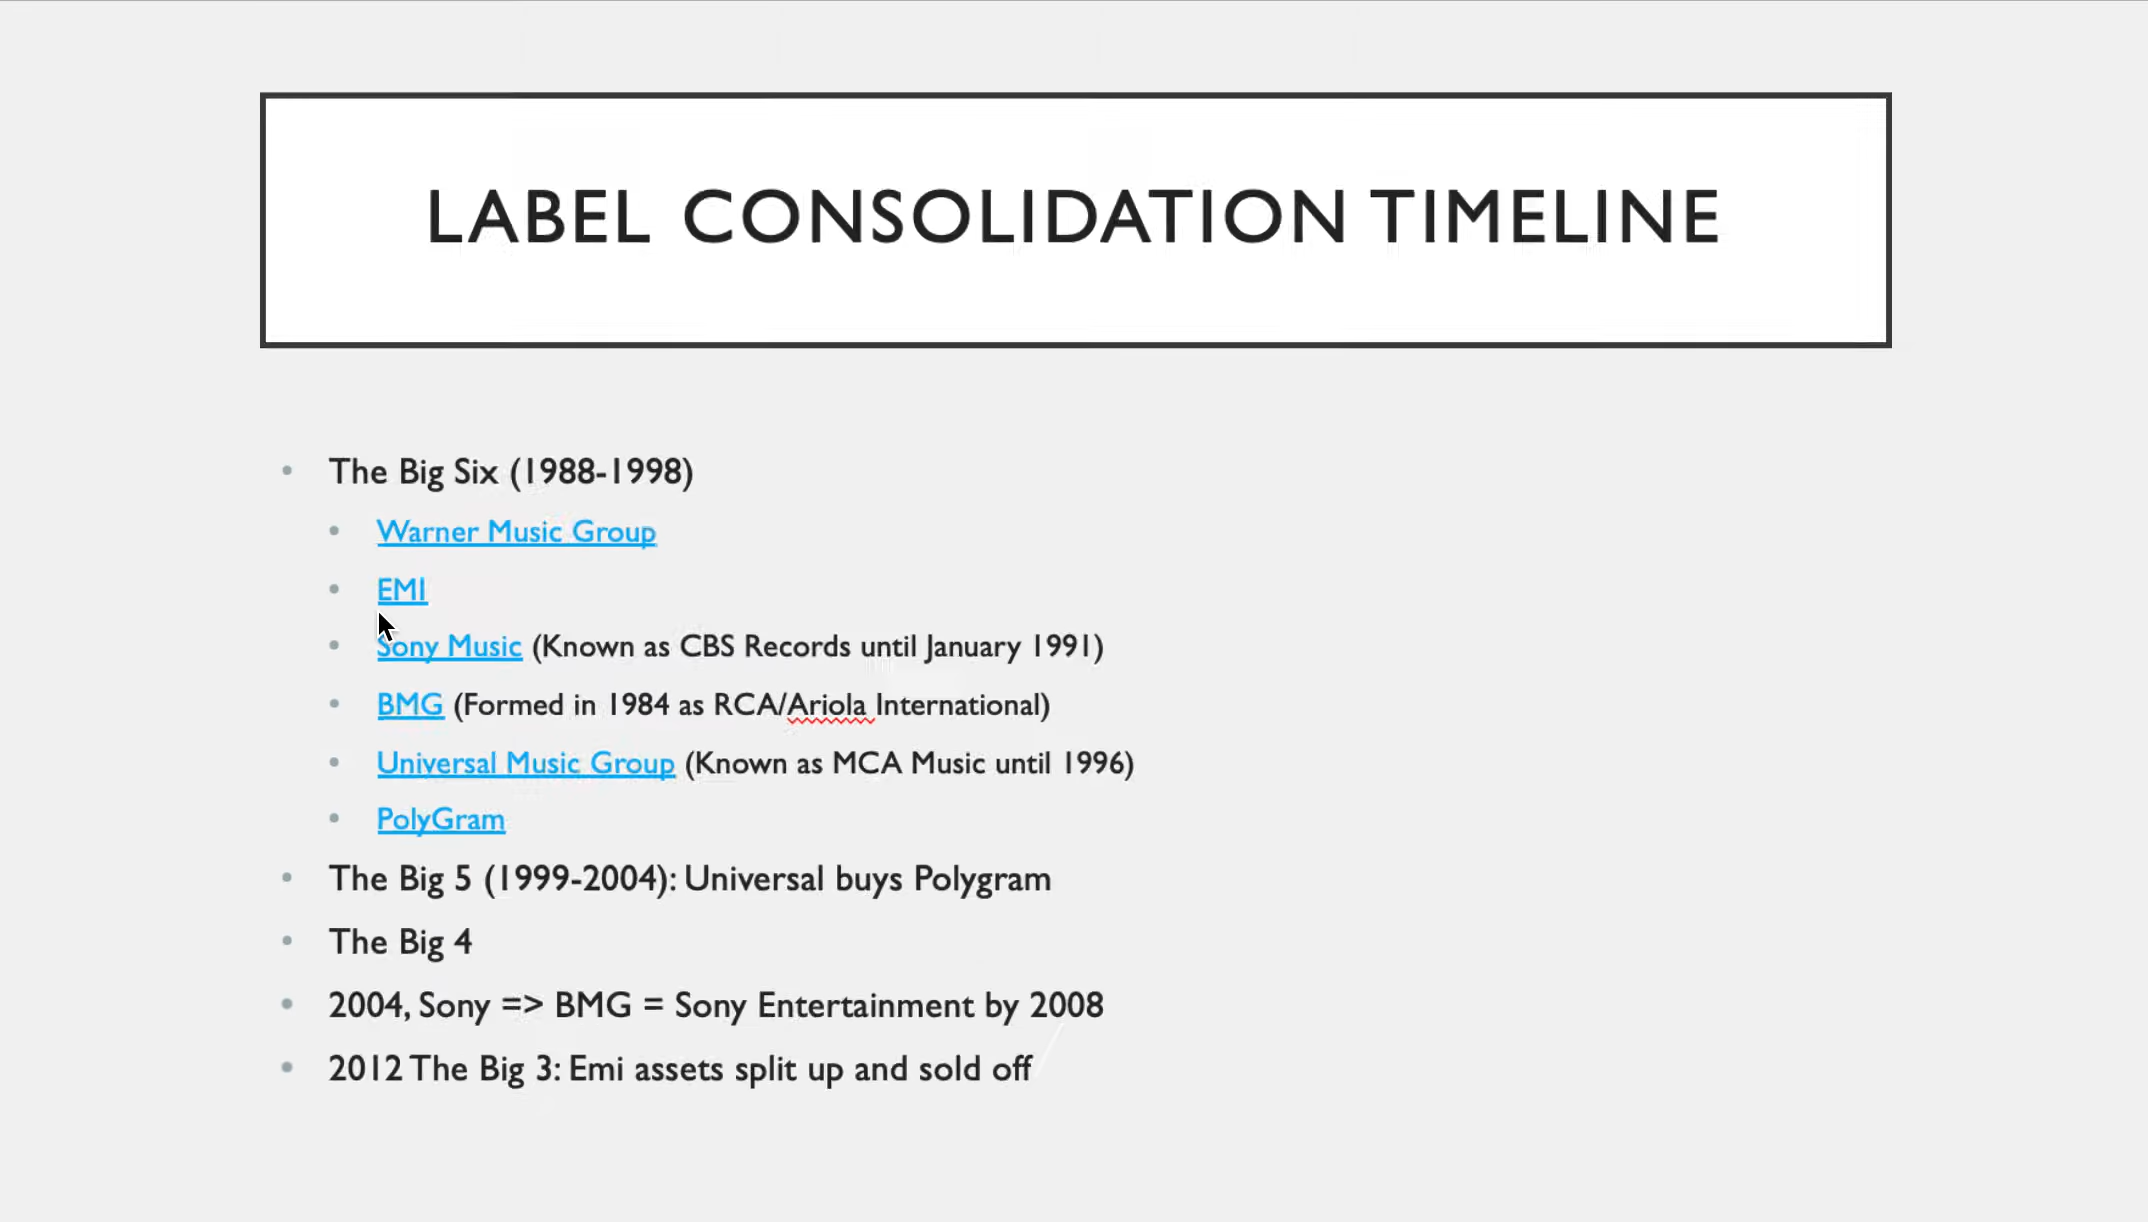 LABEL CONSOLIDATION TIMELINE
• The Big Six (1988-1998)
• Warner Music Group
• EMI
• Sony Music (Known as CBS Records until January 1991)
• BMG (Formed in 1984 as RCA/Ariola International)
• Universal Music Group (Known as MCA Music until 1996)
• PolyGram
• The Big 5 (1999-2004): Universal buys Polygram
• The Big 4
• 2004, Sony => BMG = Sony Entertainment by 2008
• 2012 The Big 3: Emi assets split up and sold off